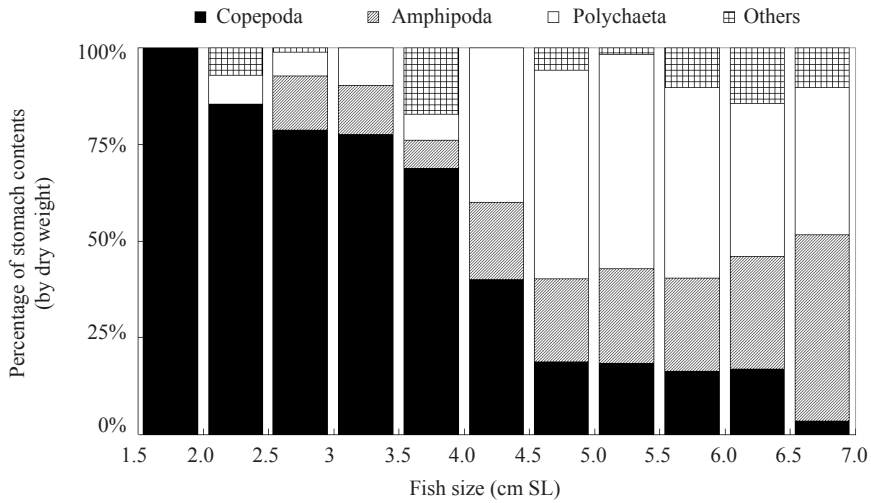 Copepoda Amphipoda Polychaeta Others
100%
75%
50%
25%
0%
Percentage of stomach contents
(by dry weight)
1.5 2.0 2.5 3 3.5 4.0 4.5 5.0 5.5 6.0 6.5 7.0
Fish size (cm SL)